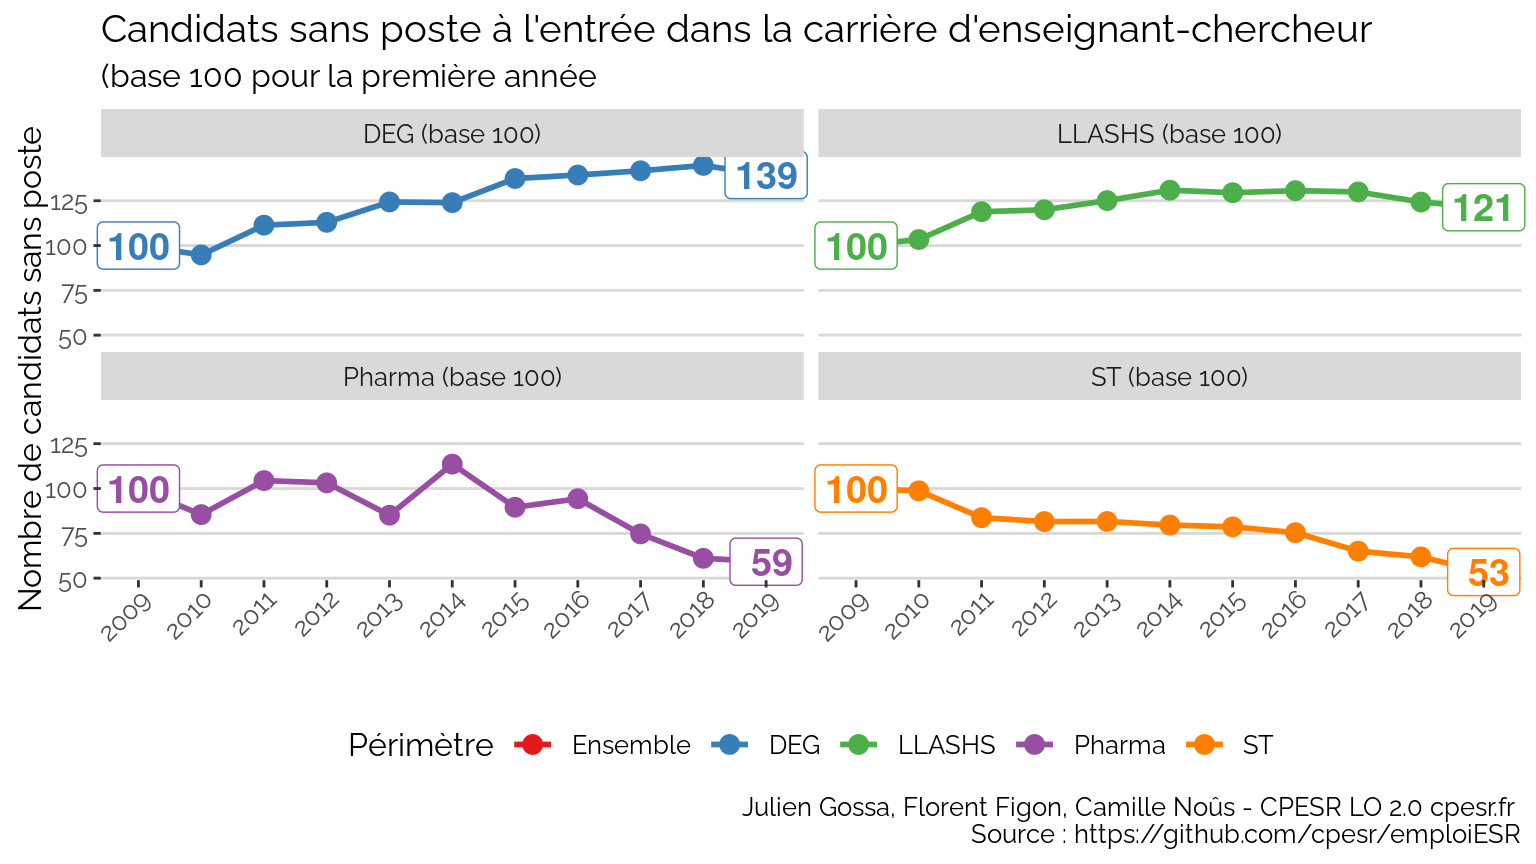 Candidats sans poste à l'entrée dans la carrière d'enseignant-chercheur
(base 100 pour la première année
Nombre de candidats sans poste
DEG (base 100)
125
100
75
50
100
139
LLASHS (base 100)
100
121
Pharma (base 100)
125
100
75
50
100
59
2009 2010 2011 2012 2013 2014 2015 2016 2017 2018 2019
ST (base 100)
100
53
2009 2010 2011 2012 2013 2014 2015 2016 2017 2018 2019
Périmètre Ensemble DEG LLASHS Pharma ST
Julien Gossa, Florent Figon, Camille Noûs - CPESR LO 2.0 cpesr.fr
Source : https://github.com/cpesr/emploiESR